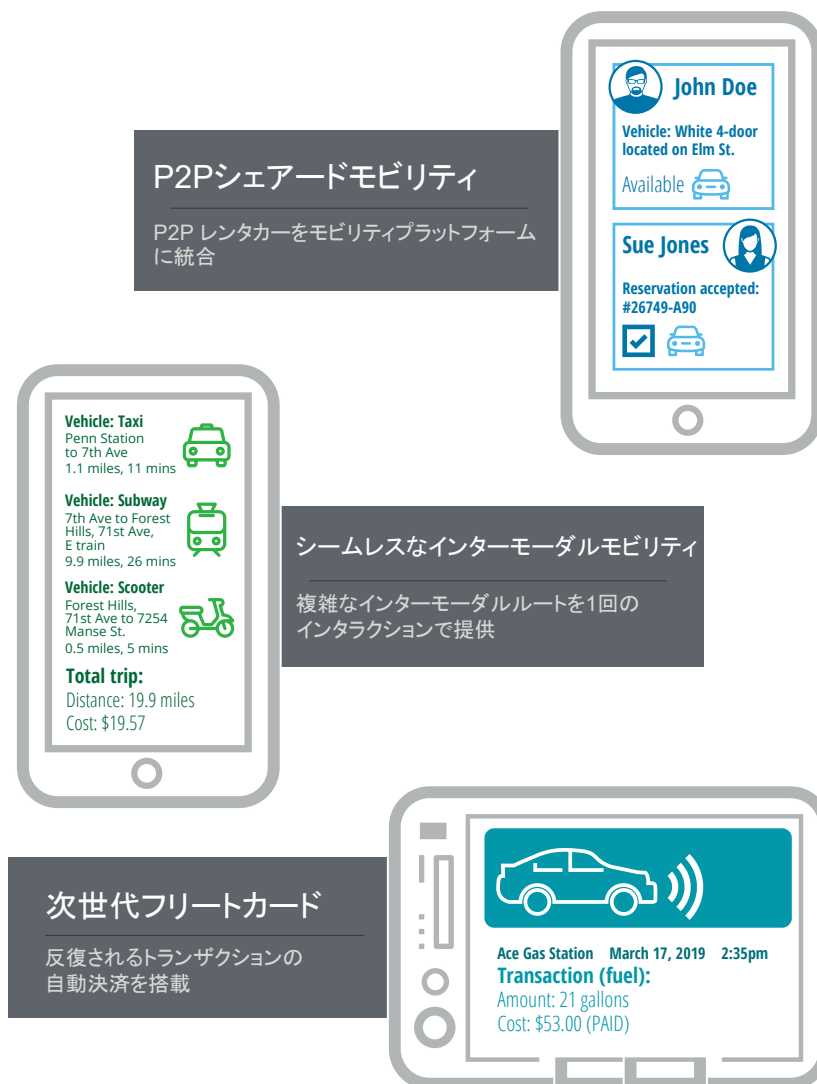 John Doe
Vehicle: White 4-door
located on Elm St.
Available
P2Pシェアードモビリティ
P2P レンタカーをモビリティプラットフォーム
に統合
Sue Jones
Reservation accepted:
#26749-A90
Vehicle: Taxi
Penn Station
to 7th Ave
1.1 miles, 11 mins
Vehicle: Subway
7th Ave to Forest
Hills, 71st Ave,
E train
9.9 miles, 26 mins
Vehicle: Scooter
Forest Hills,
71st Ave to 7254
Manse St.
0.5 miles, 5 mins
Total trip:
Distance: 19.9 miles
Cost: $19.57
シームレスなインターモーダルモビリティ
複雑なインターモーダルルートを1回の
インタラクションで提供
次世代フリートカード
反復されるトランザクションの
自動決済を搭載
Ace Gas Station March 17, 2019 2:35pm
Transaction (fuel):
Amount: 21 gallons
Cost: $53.00 (PAID)